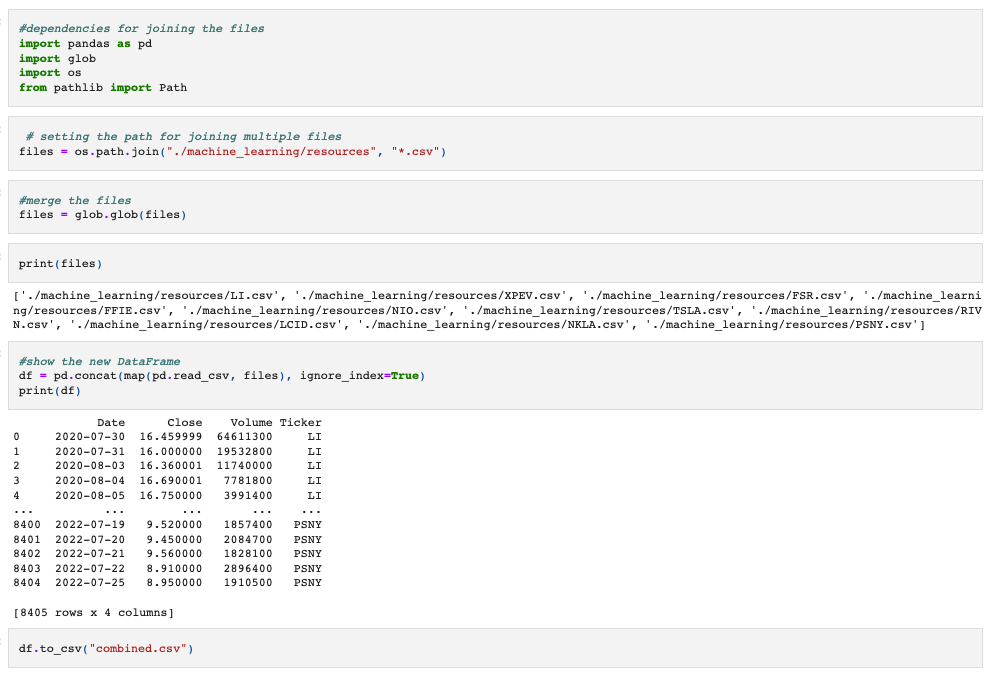 #dependencies for joining the files
import pandas as pd
import glob
import os
from pathlib import Path
# setting the path for joining multiple files
files = os.path.join("./machine_learning/resources", "*.csv")
#merge the files
files = glob.glob(files)
print(files)
['./machine_learning/resources/LI.csv', './machine_learning/resources/XPEV.csv', './machine_learning/resources/FSR.csv', './machine_learni
ng/resources/FFIE.csv', './machine_learning/resources/NIO.csv', './machine_learning/resources/TSLA.csv', './machine_learning/resources/RIV
N.csv', './machine_learning/resources/LCID.csv', './machine_learning/resources/NKLA.csv', './machine_learning/resources/PSNY.csv']
#show the new DataFrame
df = pd.concat(map(pd.read_csv, files), ignore_index=True)
print(df)
Date Close Volume Ticker
0 2020-07-30 16.459999 64611300 LI
1 2020-07-31 16.000000 19532800 LI
2 2020-08-03 16.360001 11740000 LI
3 2020-08-04 16.690001 7781800 LI
4 2020-08-05 16.750000 3991400 LI
... ... ... ... ...
8400 2022-07-19 9.520000 1857400 PSNY
8401 2022-07-20 9.450000 2084700 PSNY
8402 2022-07-21 9.560000 1828100 PSNY
8403 2022-07-22 8.910000 2896400 PSNY
8404 2022-07-25 8.950000 1910500 PSNY
[8405 rows x 4 columns]
df.to_csv("combined.csv")